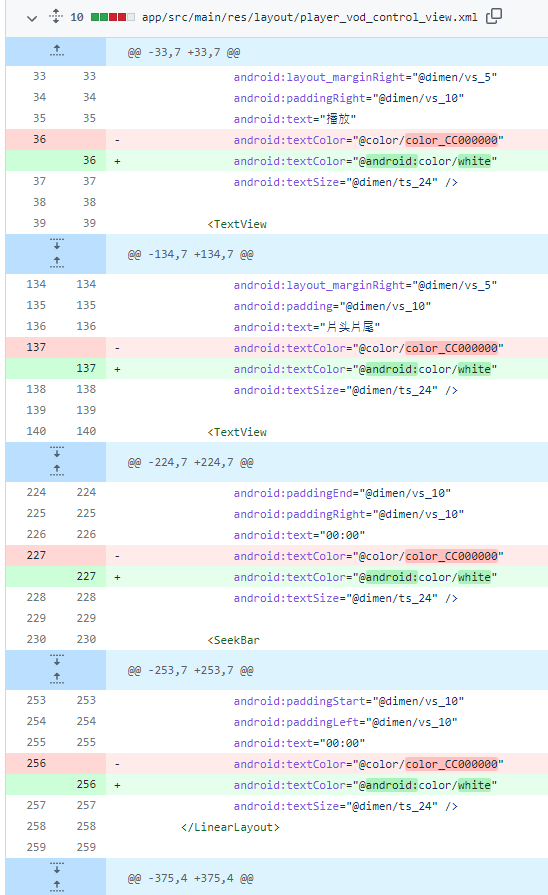 10 app/src/main/res/layout/player_vod_control_view.xml
@@ -33,7 +33,7 @@
33 33 android:layout_marginRight="@dimen/vs_5"
34 34 android:paddingRight="@dimen/vs_10"
35 35 android:text="播放"
36 - android:textColor="@color/color_CC000000"
36 + android:textColor="@android:color/white"
37 37 android:textSize="@dimen/ts_24" />
38 38
39 39 <TextView
@@ -134,7 +134,7 @@
134 134 android:layout_marginRight="@dimen/vs_5"
135 135 android:padding="@dimen/vs_10"
136 136 android:text="片头片尾"
137 - android:textColor="@color/color_CC000000"
137 + android:textColor="@android:color/white"
138 138 android:textSize="@dimen/ts_24" />
139 139
140 140 <TextView
@@ -224,7 +224,7 @@
224 224 android:paddingEnd="@dimen/vs_10"
225 225 android:paddingRight="@dimen/vs_10"
226 226 android:text="00:00"
227 - android:textColor="@color/color_CC000000"
227 + android:textColor="@android:color/white"
228 228 android:textSize="@dimen/ts_24" />
229 229
230 230 <SeekBar
@@ -253,7 +253,7 @@
253 253 android:paddingStart="@dimen/vs_10"
254 254 android:paddingLeft="@dimen/vs_10"
255 255 android:text="00:00"
256 - android:textColor="@color/color_CC000000"
256 + android:textColor="@android:color/white"
257 257 android:textSize="@dimen/ts_24" />
258 258 </LinearLayout>
259 259
@@ -375,4 +375,4 @@